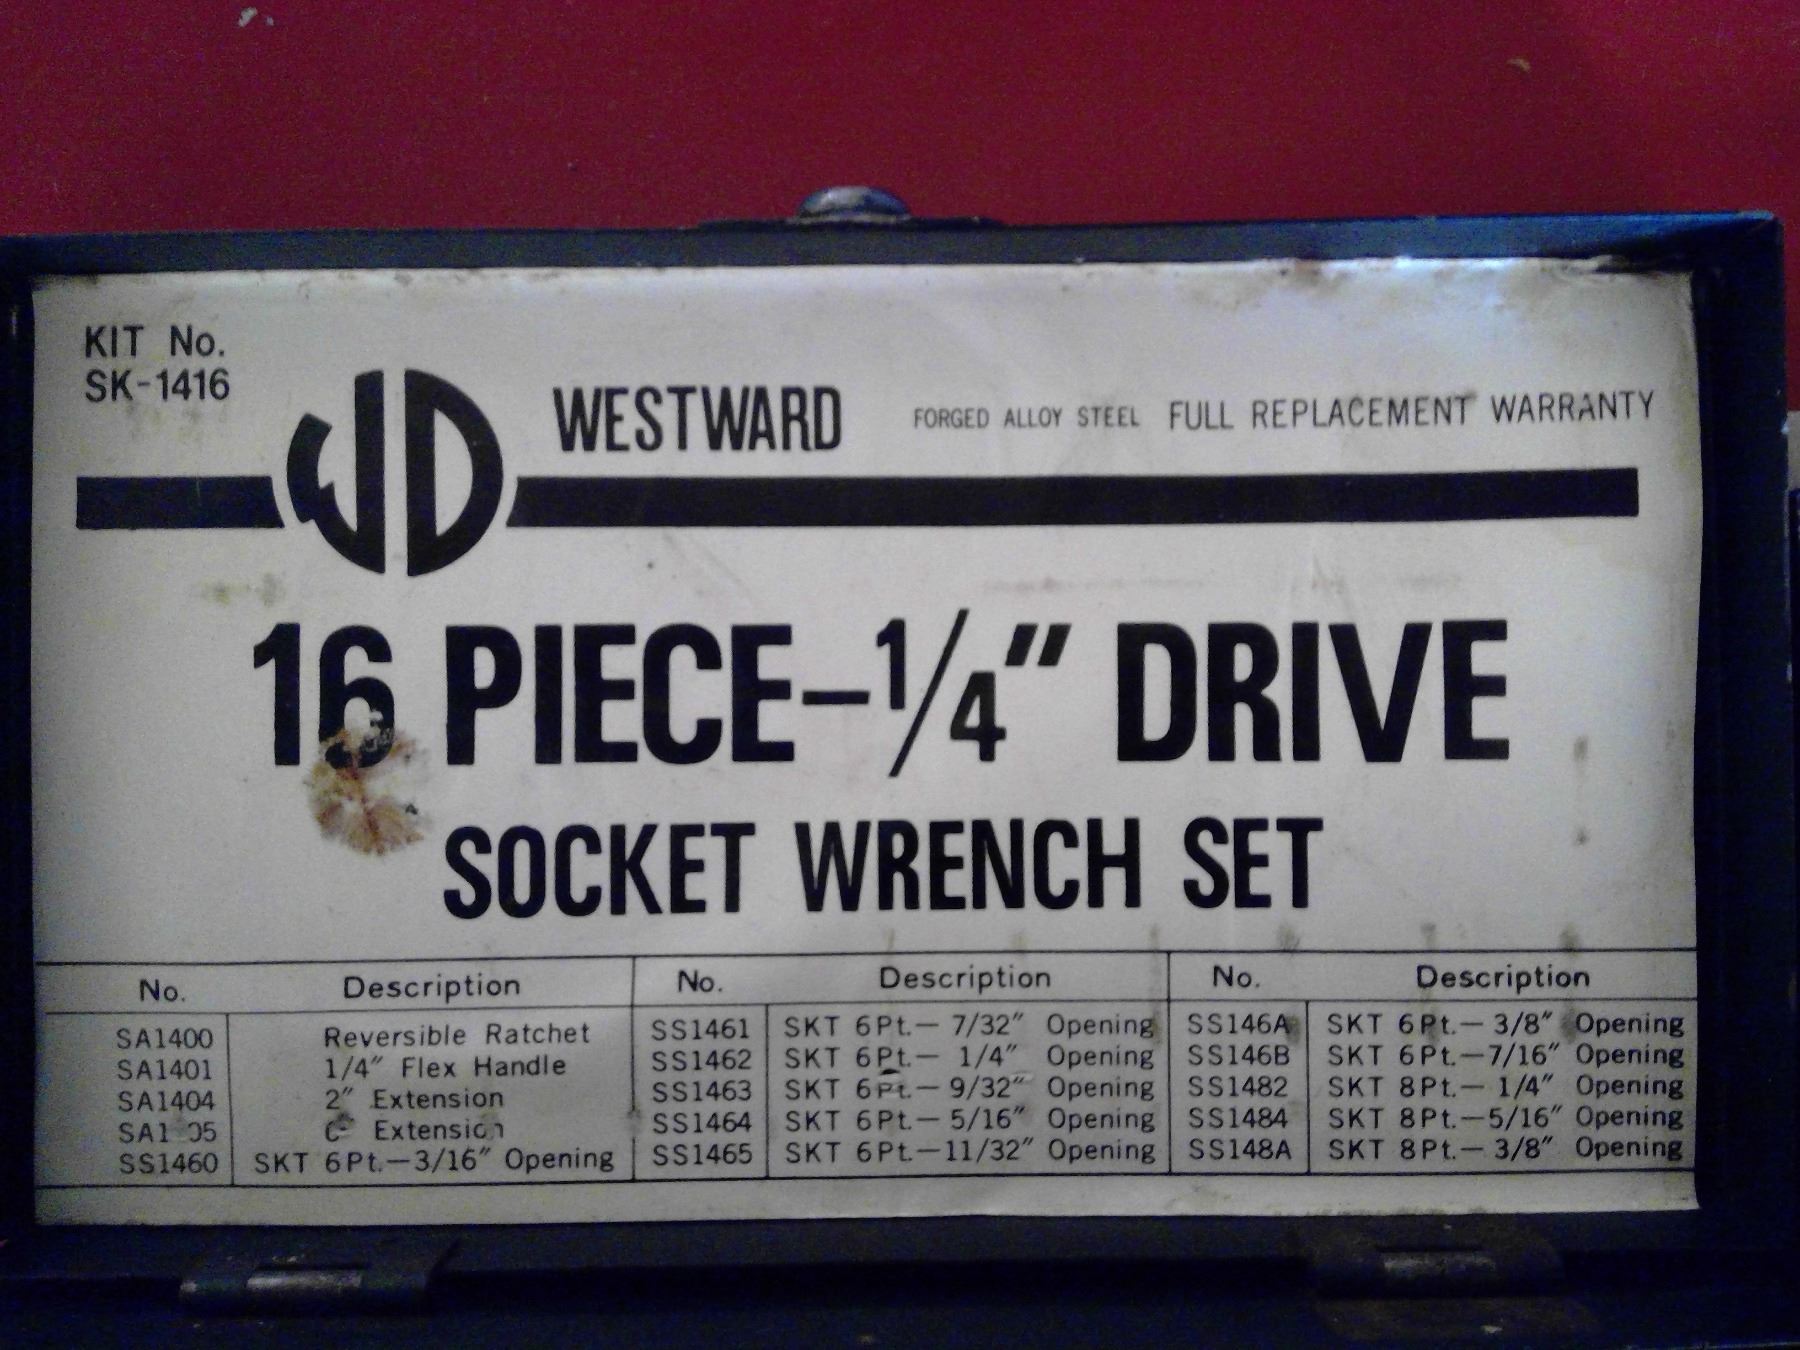 KIT No.
SK-1416
WD
WESTWARD FORGED ALLOY STEEL FULL REPLACEMENT WARRANTY
16 PIECE-1/4" DRIVE
SOCKET WRENCH SET
No. Description No. Description No. Description
SA1400 Reversible Ratchet SS1461 SKT 6Pt.-7/32" Opening SS146A SKT 6Pt.-3/8" Opening
SA1401 1/4" Flex Handle SS1462 SKT 6Pt.-1/4" Opening SS146B SKT 6Pt.-7/16" Opening
SA1404 2" Extension SS1463 SKT 6Pt.-9/32" Opening SS1482 SKT 8Pt.-1/4" Opening
Extension SS1464 SKT 6Pt.-5/16" Opening SS1484 SKT 8Pt.-5/16" Opening
SS1460 SKT 6Pt.-3/16" Opening SS1465 SKT 6Pt.-11/32" Opening SS148A SKT 8Pt.-3/8" Opening